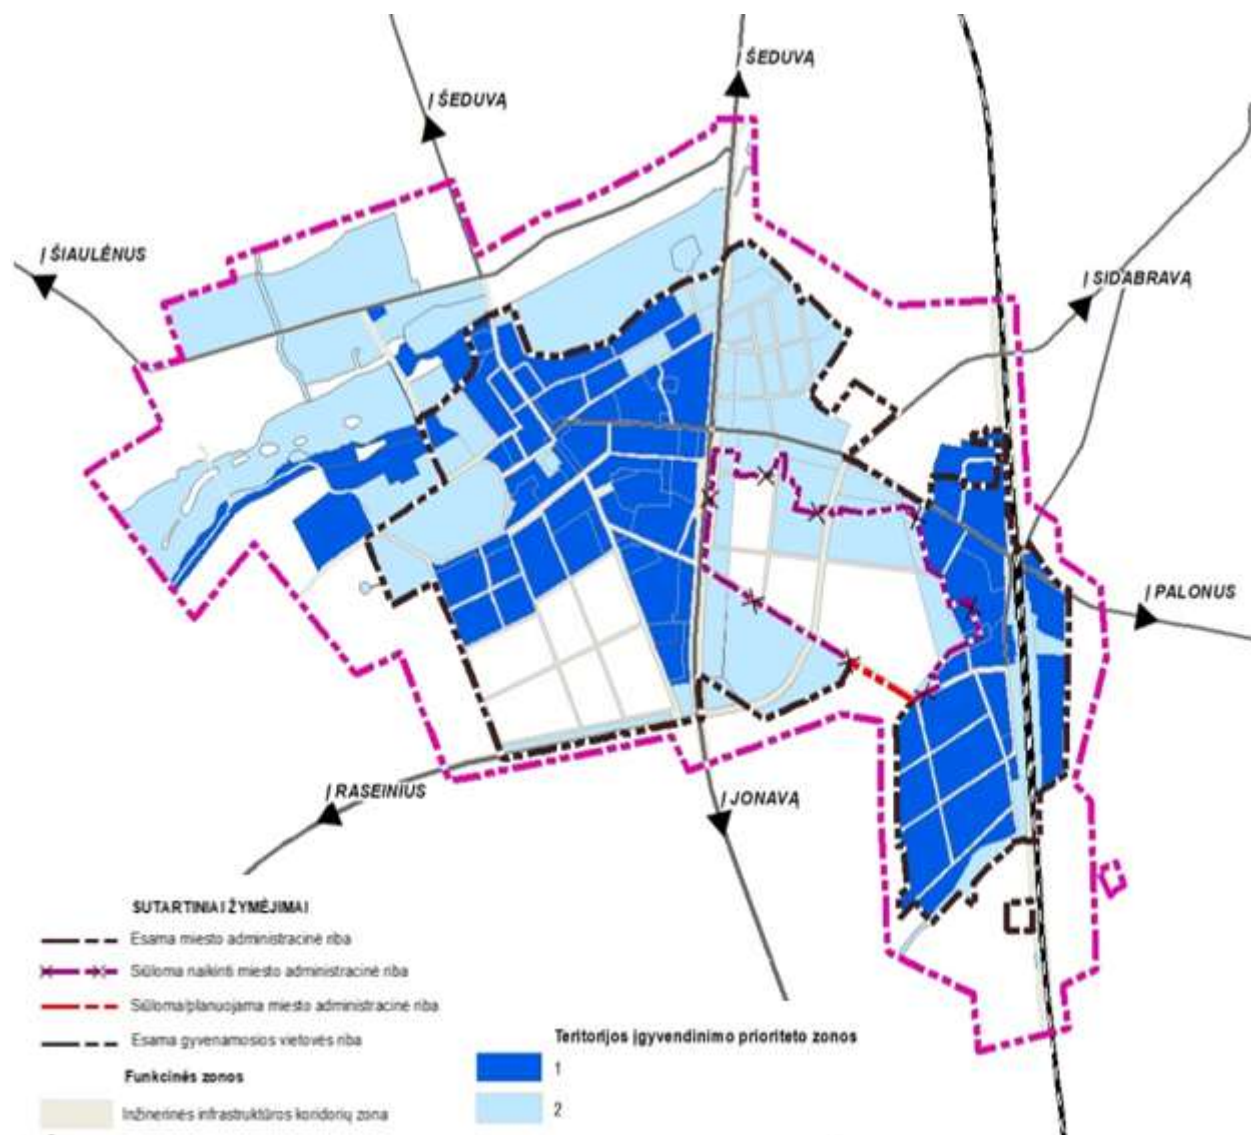 Į ŠEDUVĄ
Į ŠEDUVĄ
Į ŠIAULĖNUS
Į SIDABRAVĄ
Į PALONUS
Į RASEINIUS
Į JONAVĄ
SUTARTINIAI ŽYMĖJIMAI
Esama miesto administracinė riba
Siūloma naikinti miesto administracinė riba
Siūloma/planuojama miesto administracinė riba
Esama gyvenamosios vietovės riba
Funkcinės zonos
Inžinerinės infrastruktūros koridorių zona
Teritorijos įgyvendinimo prioriteto zonos
1
2